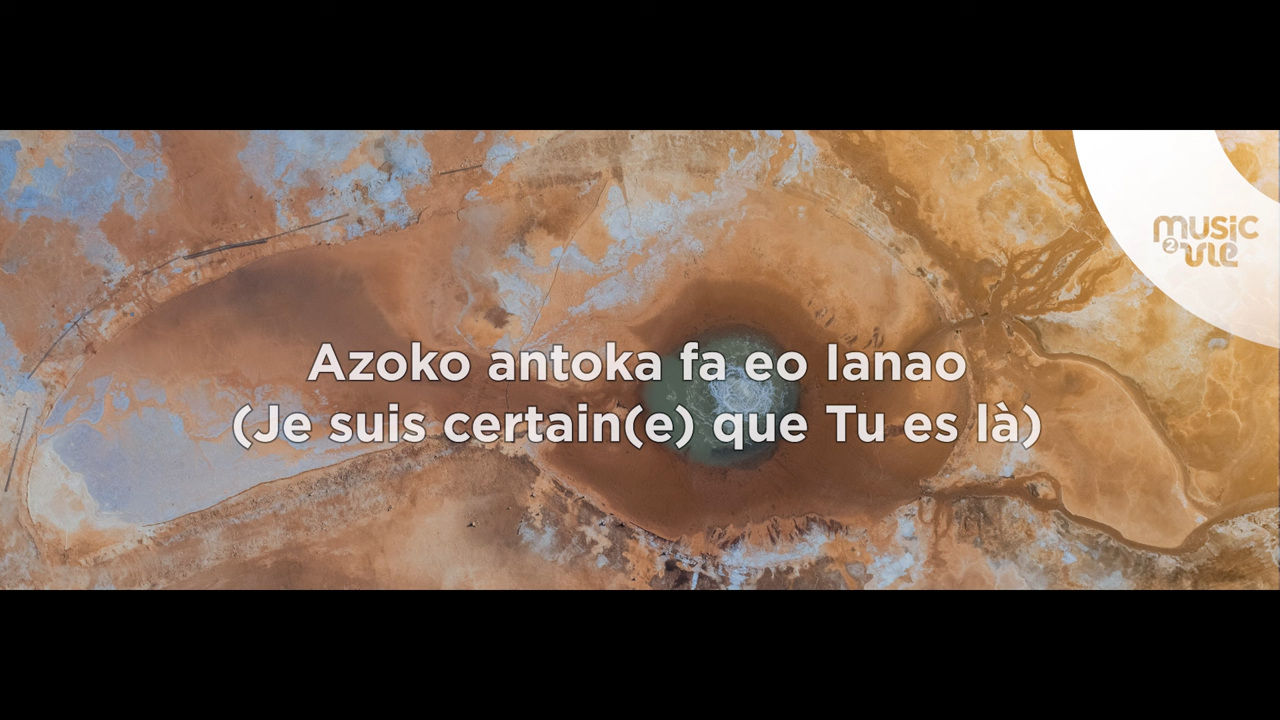 music
2 vie
Azoko antoka fa eo Ianao
(Je suis certain(e) que Tu es là)